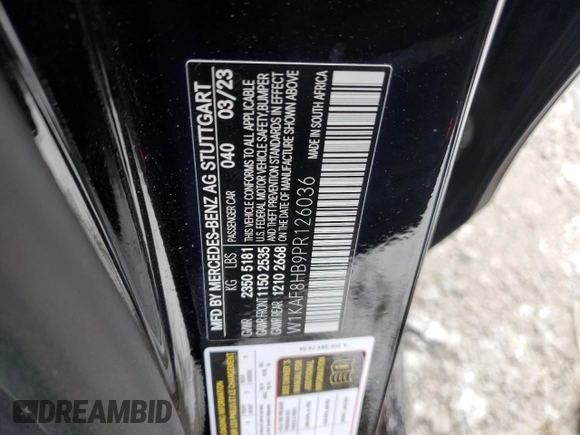 MFD BY MERCEDES-BENZ AG STUTTGART
PASSENGER CAR 040 03/23
KG LBS
GVWR 2350 5181
GAWR FRONT 1150 2535
GAWR REAR 1210 2668
THIS VEHICLE CONFORMS TO ALL APPLICABLE
U.S. FEDERAL MOTOR VEHICLE SAFETY, BUMPER
AND THEFT PREVENTION STANDARDS IN EFFECT
ON THE DATE OF MANUFACTURE SHOWN ABOVE
W1KAF8HB9PR126036
MADE IN SOUTH AFRICA
DREAMBID